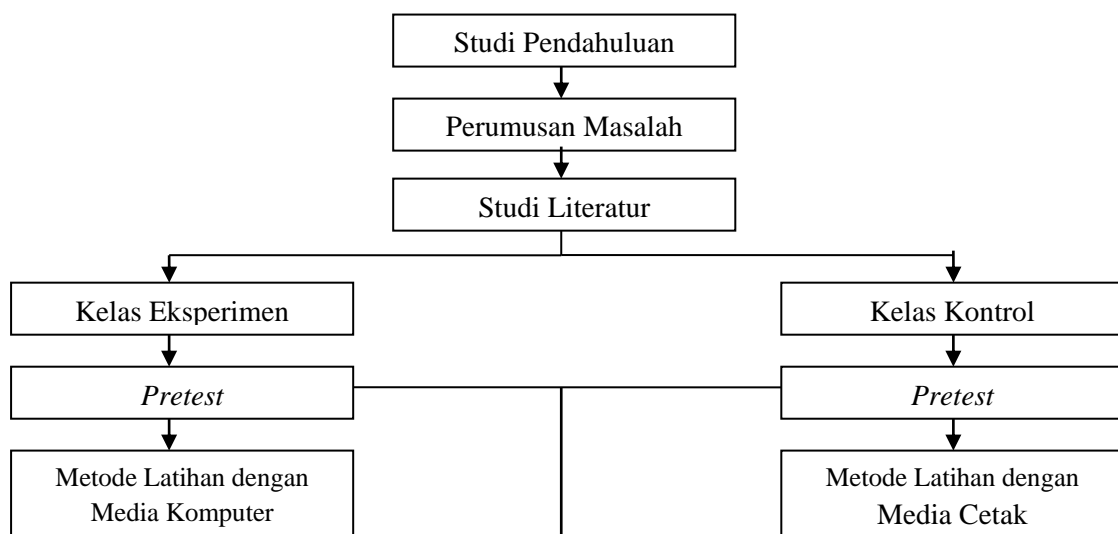 Studi Pendahuluan
Perumusan Masalah
Studi Literatur
Kelas Eksperimen
Kelas Kontrol
Pretest
Pretest
Metode Latihan dengan
Media Komputer
Metode Latihan dengan
Media Cetak